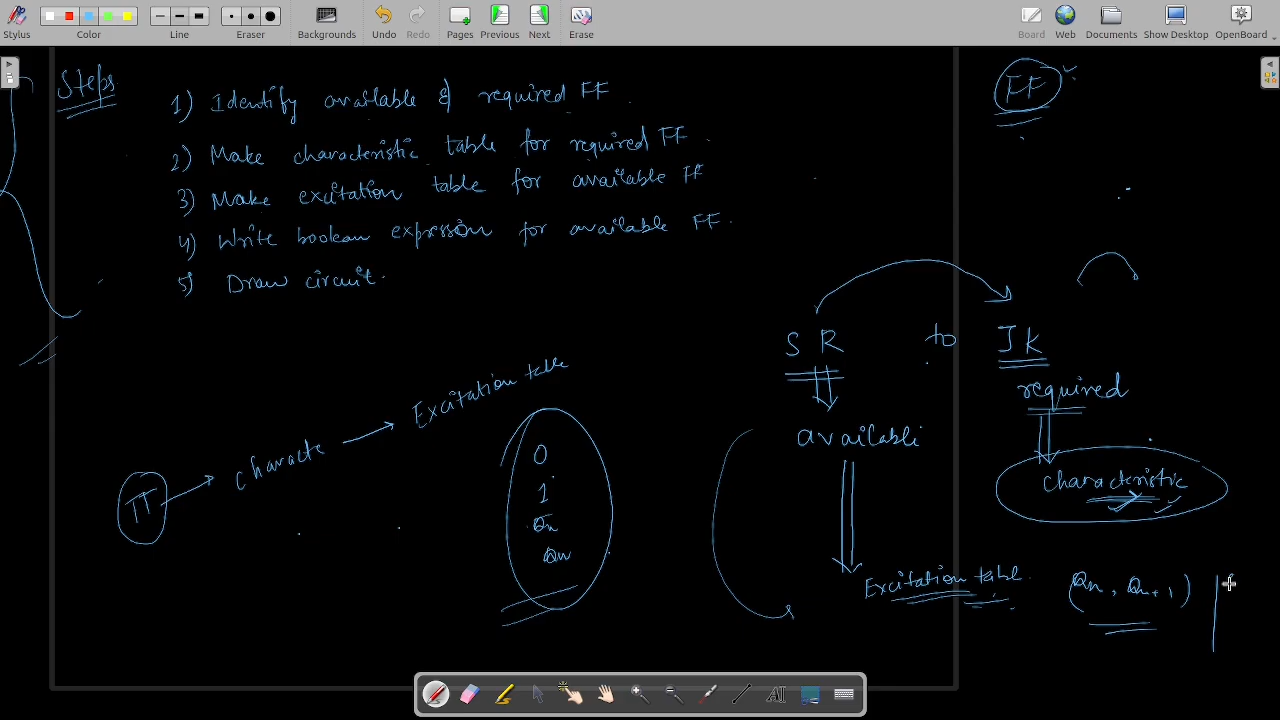 Stylus Color Line Eraser Backgrounds Undo Redo Pages Previous Next Erase Board Web Documents Show Desktop OpenBoard
Steps
1) Identify available & required FF
2) Make characteristic table for required FF
3) Make excitation table for available FF
4) Write boolean expression for available FF
5) Draw circuit
FF
SR to JK
required
available
characteristic
Excitation table
(Qn, Qn+1)
TT
characte
Excitation table
0
1
Qn
Qn
AI